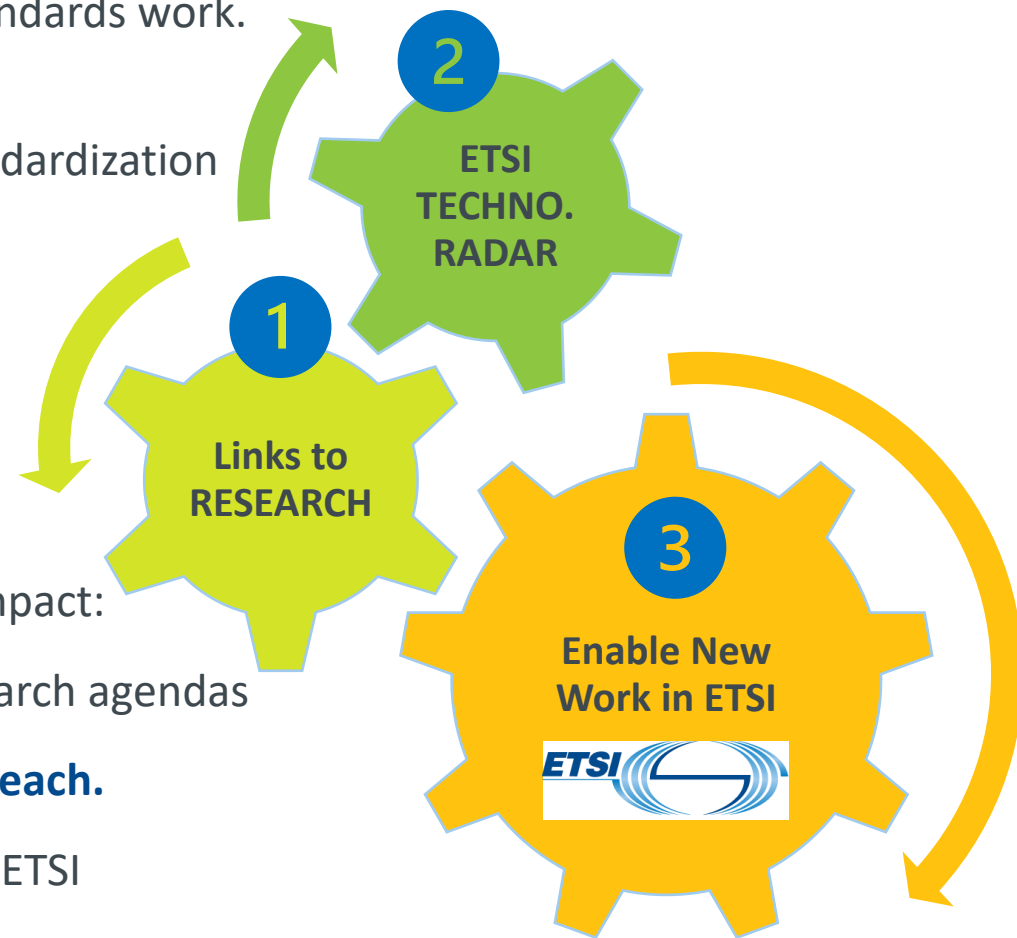 ndards work.
2
ETSI
TECHNO.
RADAR
dardization
1
Links to
RESEARCH
3
Enable New
Work in ETSI
ETSI
mpact:
arch agendas
each.
ETSI